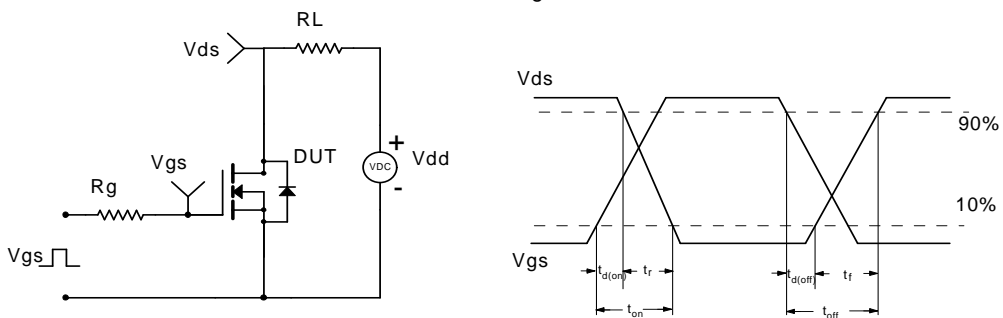 g
RL
Vds
Vgs
DUT
Rg
VDC
+
-
Vdd
Vgs
Vds
90%
10%
Vgs
td(on)
tr
ton
td(off)
tf
toff